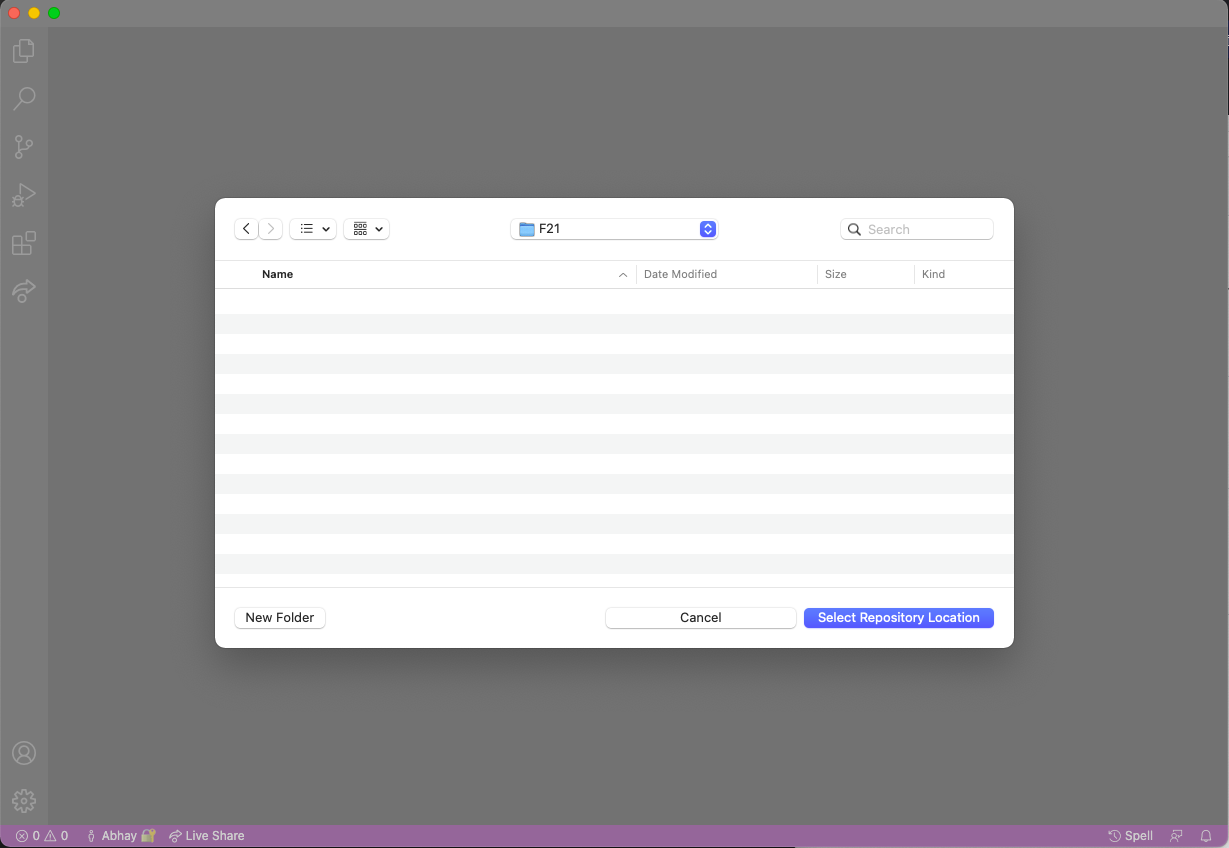 F21
Search
Name Date Modified Size Kind
New Folder Cancel Select Repository Location
0 0 Abhay Live Share Spell